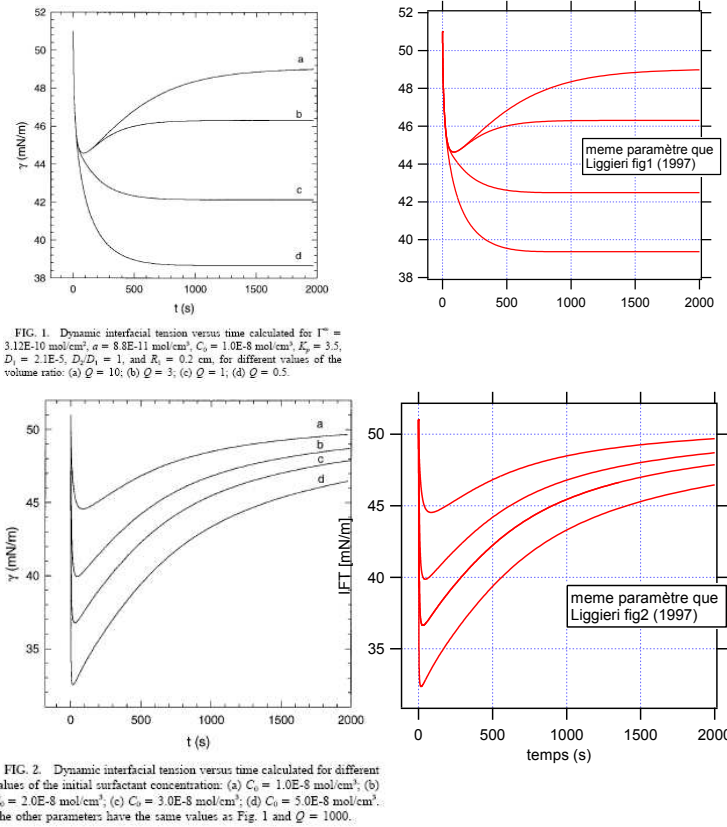 52
50
48
46
44
42
40
38
γ (mN/m)
a
b
c
d
0
500
1000
1500
2000
t (s)
52
50
48
46
44
42
40
38
meme paramètre que
Liggieri fig1 (1997)
0
500
1000
1500
2000
FIG. 1. Dynamic interfacial tension versus time calculated for Γ∞ =
3.12E-10 mol/cm², a = 8.8E-11 mol/cm³, C₀ = 1.0E-8 mol/cm³, Kₚ = 3.5,
D₁ = 2.1E-5, D₂/D₁ = 1, and R₁ = 0.2 cm, for different values of the
volume ratio: (a) Q = 10; (b) Q = 3; (c) Q = 1; (d) Q = 0.5.
50
45
40
35
γ (mN/m)
a
b
c
d
0
500
1000
1500
2000
t (s)
50
45
40
35
IFT [mN/m]
meme paramètre que
Liggieri fig2 (1997)
0
500
1000
1500
2000
temps (s)
FIG. 2. Dynamic interfacial tension versus time calculated for different
alues of the initial surfactant concentration: (a) C₀ = 1.0E-8 mol/cm³; (b)
₀ = 2.0E-8 mol/cm³; (c) C₀ = 3.0E-8 mol/cm³; (d) C₀ = 5.0E-8 mol/cm³.
he other parameters have the same values as Fig. 1 and Q = 1000.